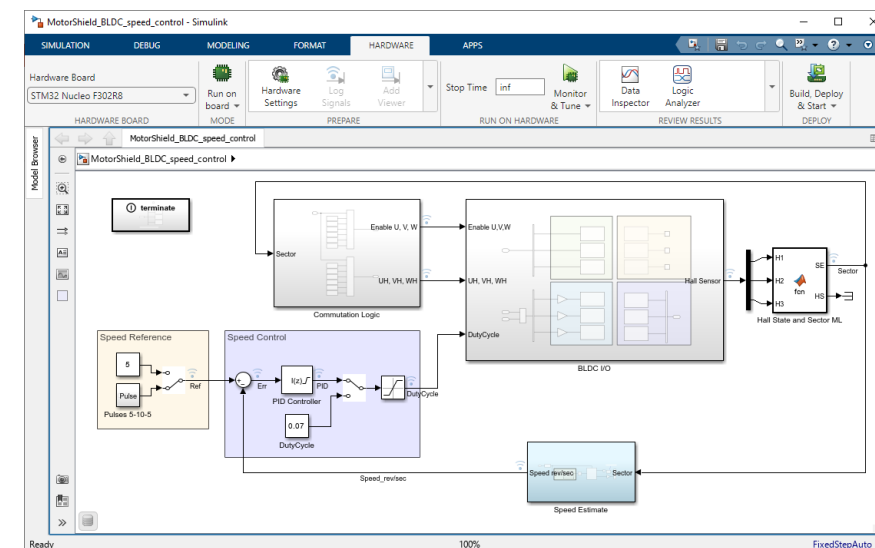 MotorShield_BLDC_speed_control - Simulink
SIMULATION DEBUG MODELING FORMAT HARDWARE APPS
Hardware Board
STM32 Nucleo F302R8
Run on board
Hardware Settings
Log Signals
Add Viewer
Stop Time inf
Monitor & Tune
Data Inspector
Logic Analyzer
Build, Deploy & Start
HARDWARE BOARD MODE PREPARE RUN ON HARDWARE REVIEW RESULTS DEPLOY
Model Browser
MotorShield_BLDC_speed_control
MotorShield_BLDC_speed_control
terminate
Sector
Enable U, V, W
UH, VH, WH
Commutation Logic
Enable U,V,W
UH, VH, WH
DutyCycle
Hall Sensor
BLDC I/O
H1
H2
H3
fcn
SE
HS
Sector
Hall State and Sector ML
Speed Reference
5
Pulse
Ref
Pulses 5-10-5
Speed Control
Err
I(z)
PID
PID Controller
0.07
DutyCycle
DutyCycle
Speed_rev/sec
Speed rev/sec
Sector
Speed Estimate
Ready 100% FixedStepAuto